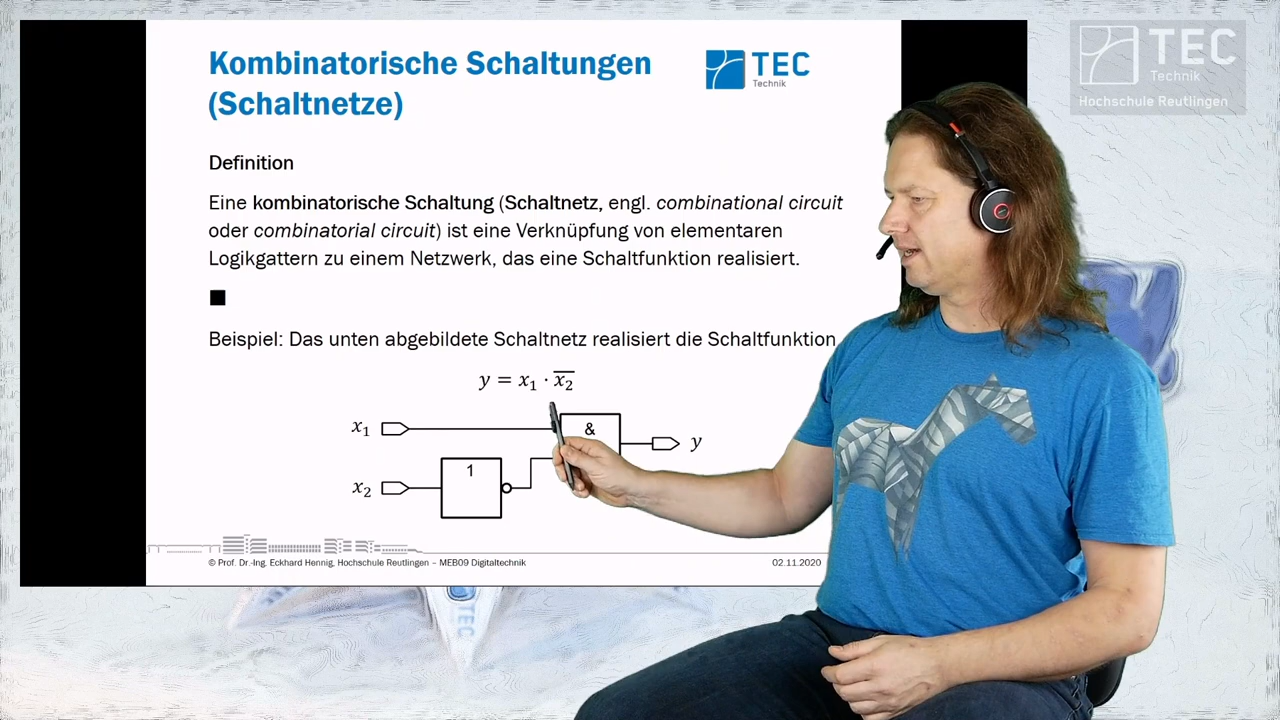 Kombinatorische Schaltungen
(Schaltnetze)
TEC
Technik
TEC
Technik
Hochschule Reutlingen
Definition
Eine kombinatorische Schaltung (Schaltnetz, engl. combinational circuit
oder combinatorial circuit) ist eine Verknüpfung von elementaren
Logikgattern zu einem Netzwerk, das eine Schaltfunktion realisiert.
Beispiel: Das unten abgebildete Schaltnetz realisiert die Schaltfunktion
y = x₁ · x̅₂
x₁
&
y
x₂
1
© Prof. Dr.-Ing. Eckhard Hennig, Hochschule Reutlingen – MEB09 Digitaltechnik
02.11.2020
TEC